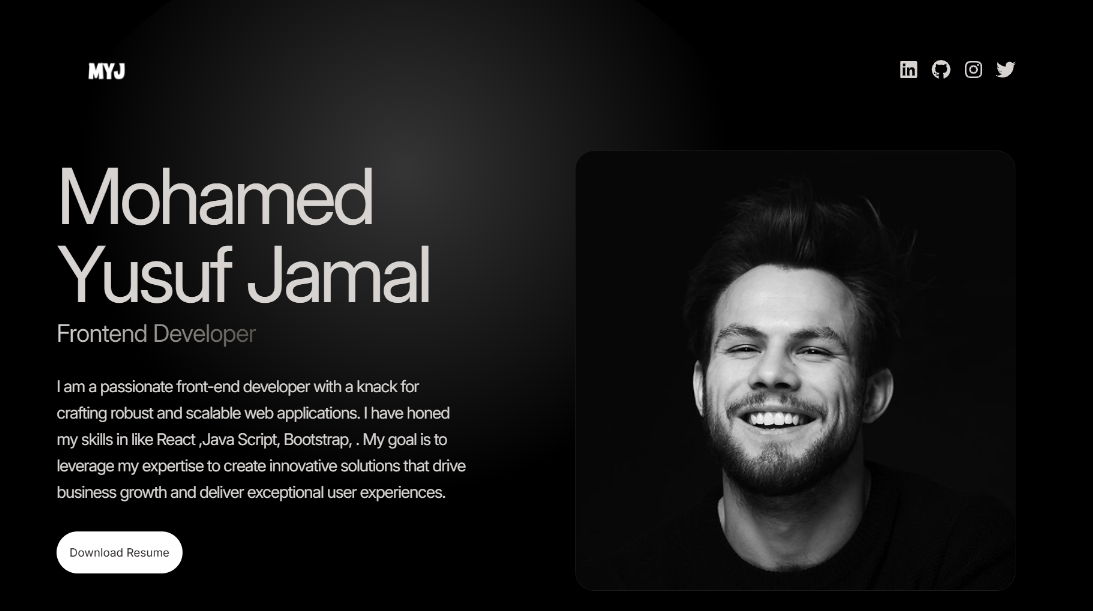 MYJ
Mohamed
Yusuf Jamal
Frontend Developer
I am a passionate front-end developer with a knack for
crafting robust and scalable web applications. I have honed
my skills in like React ,Java Script, Bootstrap, . My goal is to
leverage my expertise to create innovative solutions that drive
business growth and deliver exceptional user experiences.
Download Resume